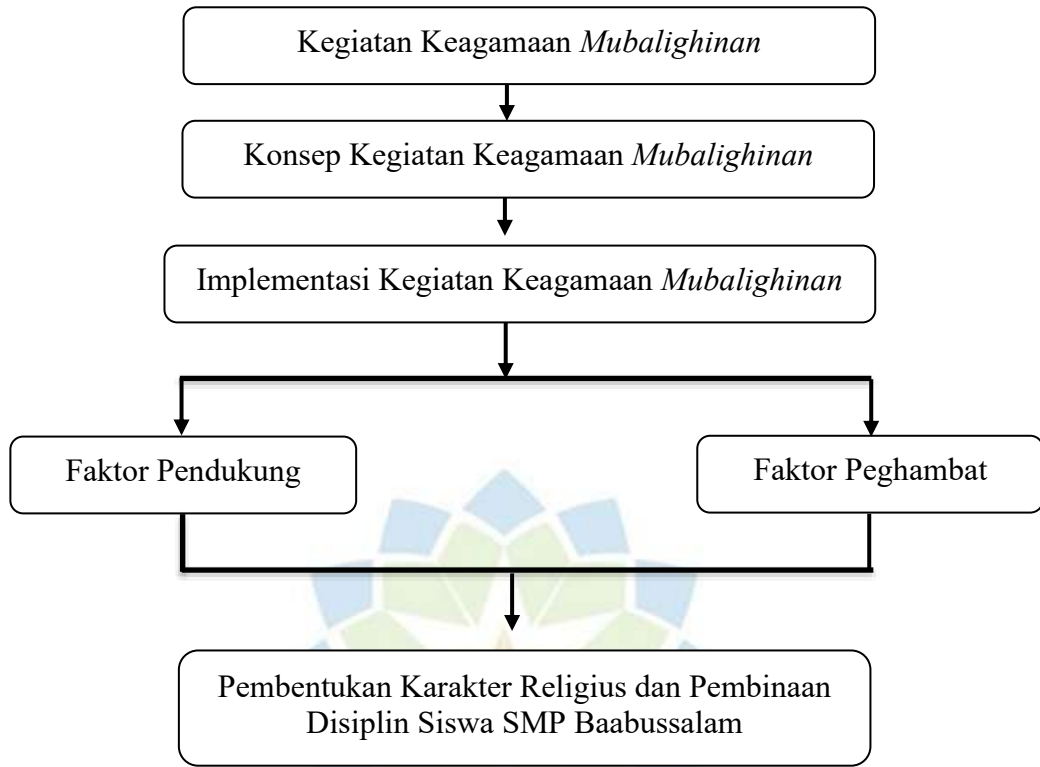 Kegiatan Keagamaan Mubalighinan
Konsep Kegiatan Keagamaan Mubalighinan
Implementasi Kegiatan Keagamaan Mubalighinan
Faktor Pendukung
Faktor Peghambat
Pembentukan Karakter Religius dan Pembinaan
Disiplin Siswa SMP Baabussalam